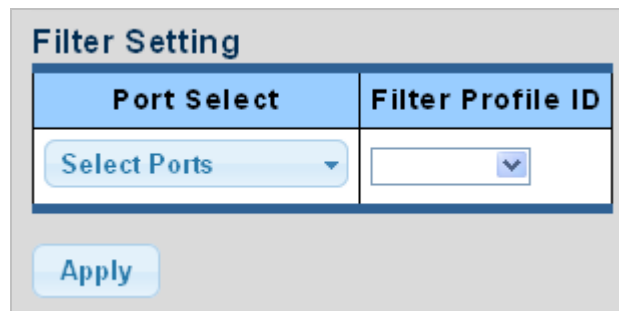 Filter Setting
Port Select Filter Profile ID
Select Ports
Apply